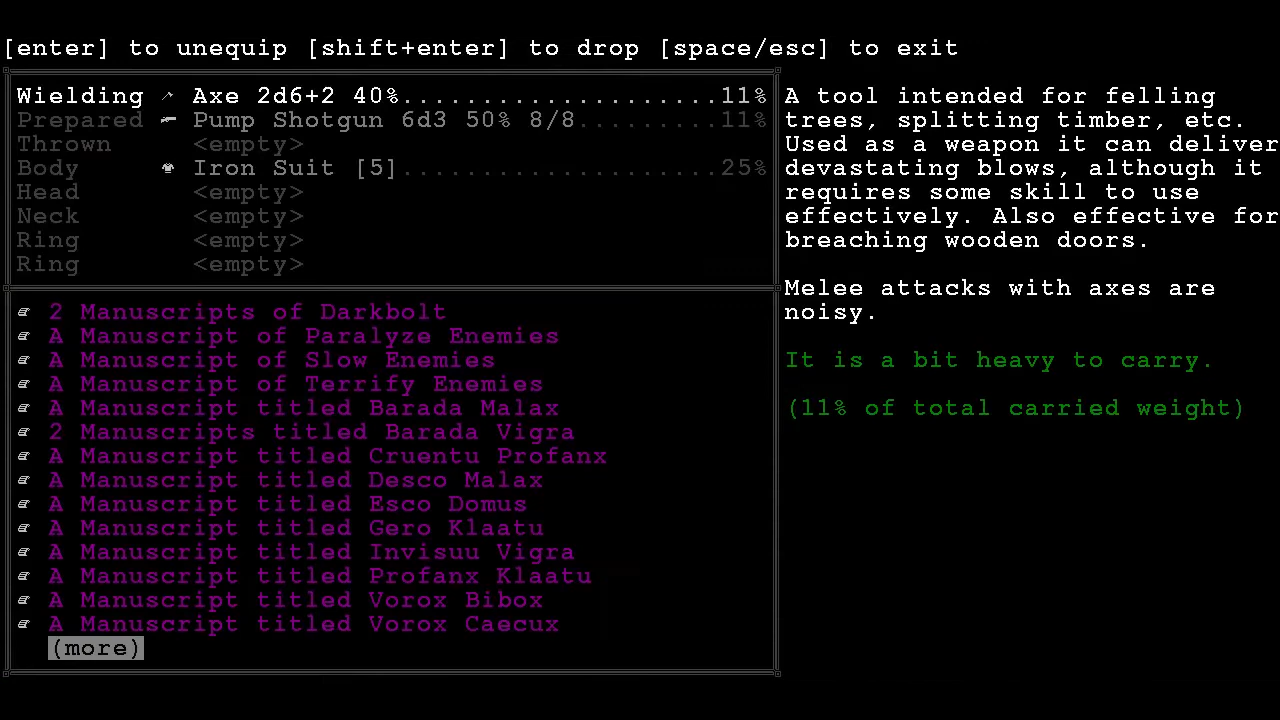 [enter] to unequip [shift+enter] to drop [space/esc] to exit
Wielding Axe 2d6+2 40%....................11%
Prepared Pump Shotgun 6d3 50% 8/8.........11%
Thrown <empty>
Body Iron Suit [5]....................25%
Head <empty>
Neck <empty>
Ring <empty>
Ring <empty>
2 Manuscripts of Darkbolt
A Manuscript of Paralyze Enemies
A Manuscript of Slow Enemies
A Manuscript of Terrify Enemies
A Manuscript titled Barada Malax
2 Manuscripts titled Barada Vigra
A Manuscript titled Cruentu Profanx
A Manuscript titled Desco Malax
A Manuscript titled Esco Domus
A Manuscript titled Gero Klaatu
A Manuscript titled Invisuu Vigra
A Manuscript titled Profanx Klaatu
A Manuscript titled Vorox Bibox
A Manuscript titled Vorox Caecux
(more)
A tool intended for felling
trees, splitting timber, etc.
Used as a weapon it can deliver
devastating blows, although it
requires some skill to use
effectively. Also effective for
breaching wooden doors.
Melee attacks with axes are
noisy.
It is a bit heavy to carry.
(11% of total carried weight)